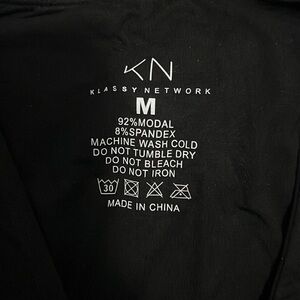 KN
KLASSY NETWORK
M
92%MODAL
8%SPANDEX
MACHINE WASH COLD
DO NOT TUMBLE DRY
DO NOT BLEACH
DO NOT IRON
30
MADE IN CHINA